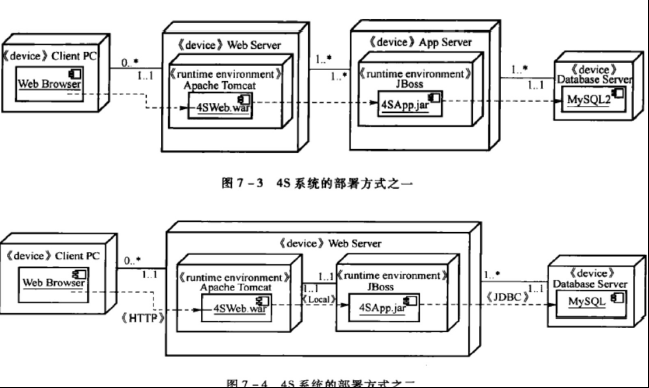 《device》Client PC
Web Browser
0..*
1..1
《device》Web Server
《runtime environment》
Apache Tomcat
4SWeb.war
1..*
1..*
《device》App Server
《runtime environment》
JBoss
4SApp.jar
1..*
1..1
《device》
Database Server
MySQL2
图 7-3 4S 系统的部署方式之一
《device》Client PC
Web Browser
0..*
1..1
《HTTP》
《device》Web Server
《runtime environment》
Apache Tomcat
4SWeb.war
1..1
1..1
《Local》
《runtime environment》
JBoss
4SApp.jar
1..*
1..1
《JDBC》
《device》
Database Server
MySQL
图 7-4 4S 系统的部署方式之二